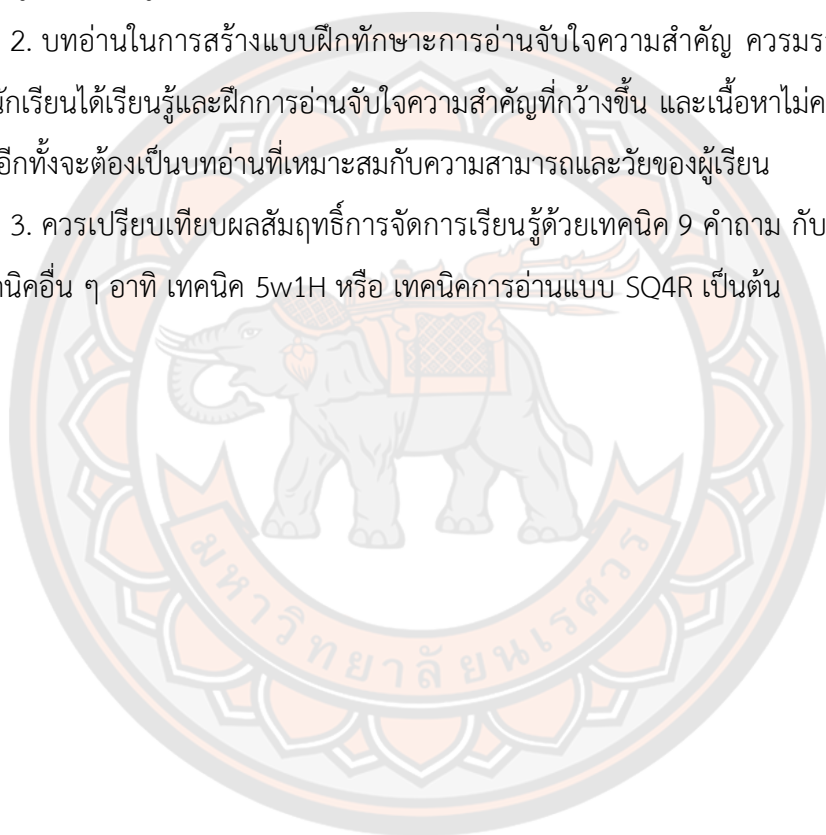 2. บทอ่านในการสร้างแบบฝึกทักษะการอ่านจับใจความสำคัญ
นักเรียนได้เรียนรู้และฝึกการอ่านจับใจความสำคัญที่กว้างขึ้น และเนื้อหาไม่ค
อีกทั้งจะต้องเป็นบทอ่านที่เหมาะสมกับความสามารถและวัยของผู้เรียน
3. ควรเปรียบเทียบผลสัมฤทธิ์การจัดการเรียนรู้ด้วยเทคนิค 9 คำถาม กับ
นิคอื่น ๆ อาทิ เทคนิค 5w1H หรือ เทคนิคการอ่านแบบ SQ4R เป็นต้น
มหาวิทยาลัยนเรศวร